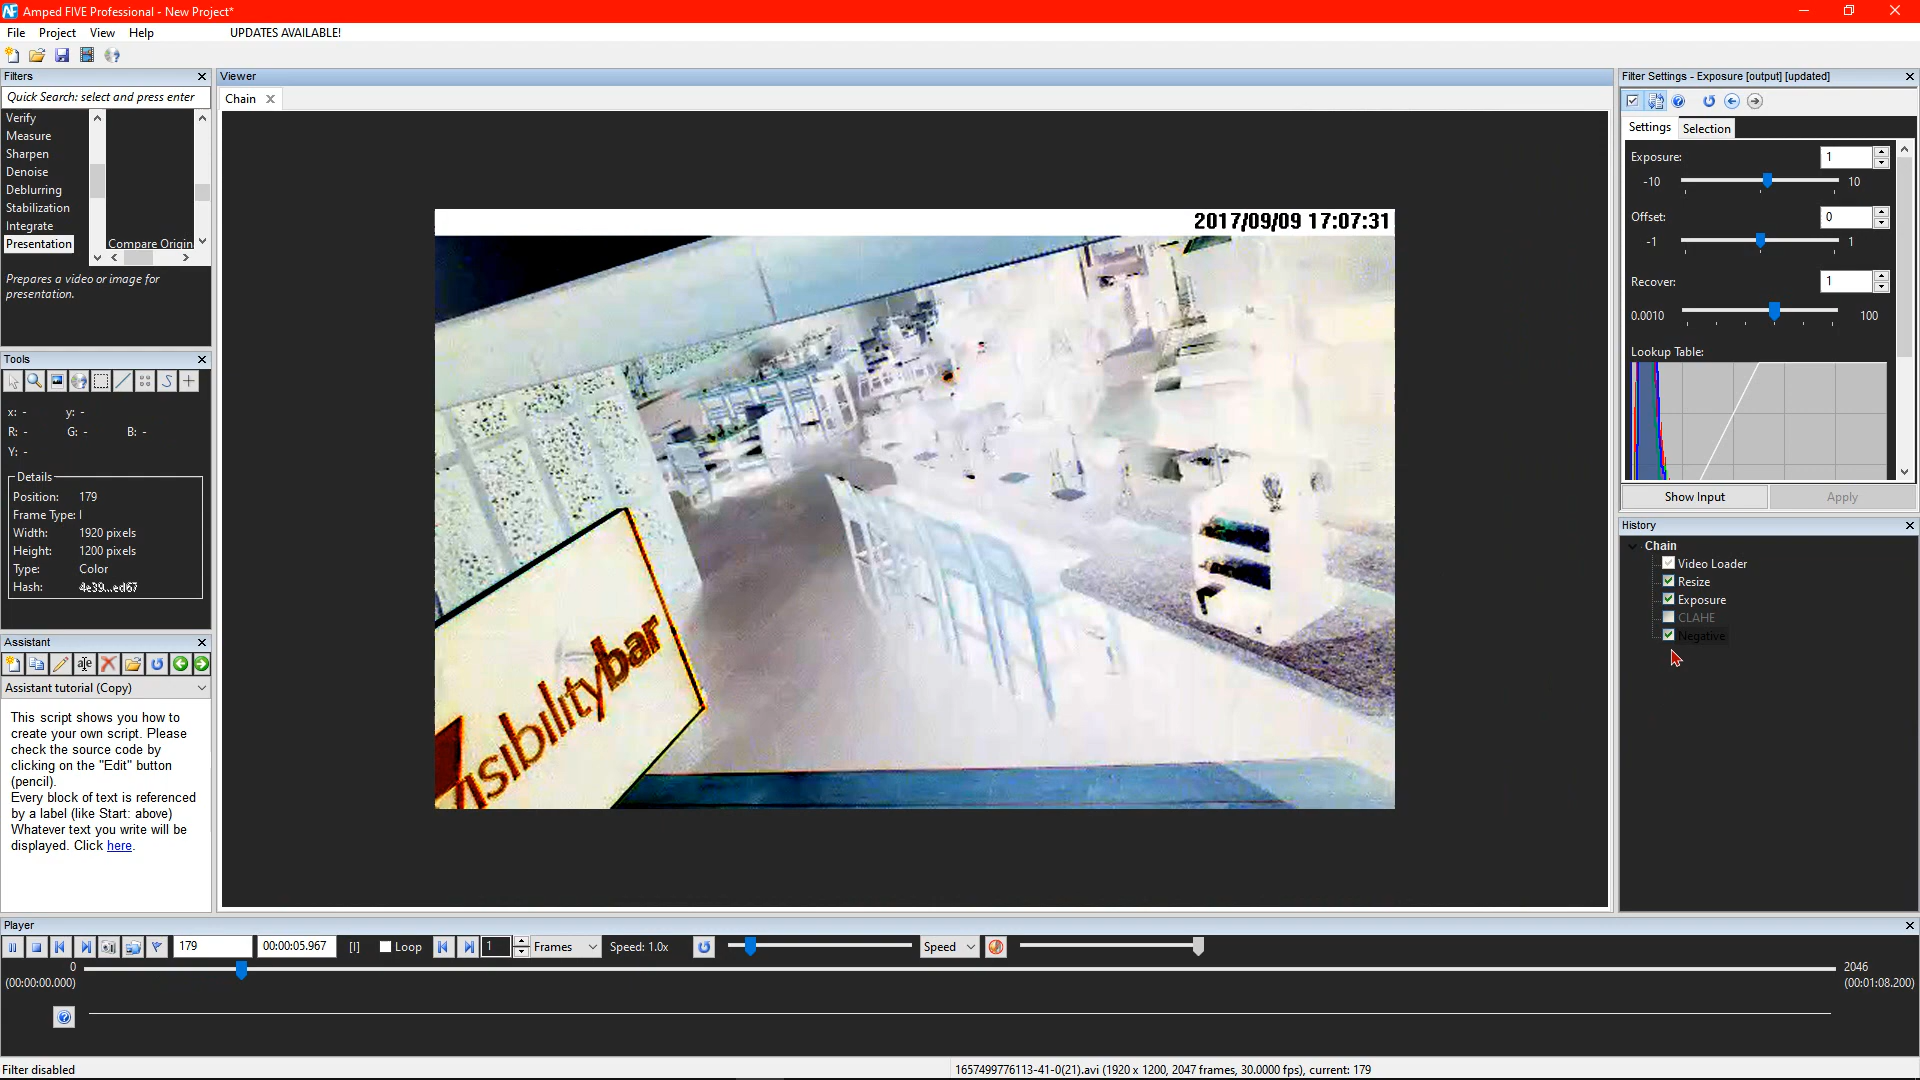 Amped FIVE Professional - New Project*
File Project View Help UPDATES AVAILABLE!
Filters
Quick Search: select and press enter
Verify
Measure
Sharpen
Denoise
Deblurring
Stabilization
Integrate
Presentation
Compare Origin
Prepares a video or image for
presentation.
Tools
x: - y: -
R: - G: - B: -
Y: -
Details
Position: 179
Frame Type: I
Width: 1920 pixels
Height: 1200 pixels
Type: Color
Hash: 4e39...ed67
Assistant
Assistant tutorial (Copy)
This script shows you how to
create your own script. Please
check the source code by
clicking on the "Edit" button
(pencil).
Every block of text is referenced
by a label (like Start: above)
Whatever text you write will be
displayed. Click here.
Viewer
Chain
2017/09/09 17:07:31
visibilitybar
Filter Settings - Exposure [output] [updated]
Settings Selection
Exposure: 1
-10 10
Offset: 0
-1 1
Recover: 1
0.0010 100
Lookup Table:
Show Input Apply
History
Chain
Video Loader
Resize
Exposure
CLAHE
Negative
Player
179 00:00:05.967 [I] Loop 1 Frames Speed: 1.0x Speed
0 2046
(00:00:00.000) (00:01:08.200)
Filter disabled 1657499776113-41-0(21).avi (1920 x 1200, 2047 frames, 30.0000 fps), current: 179